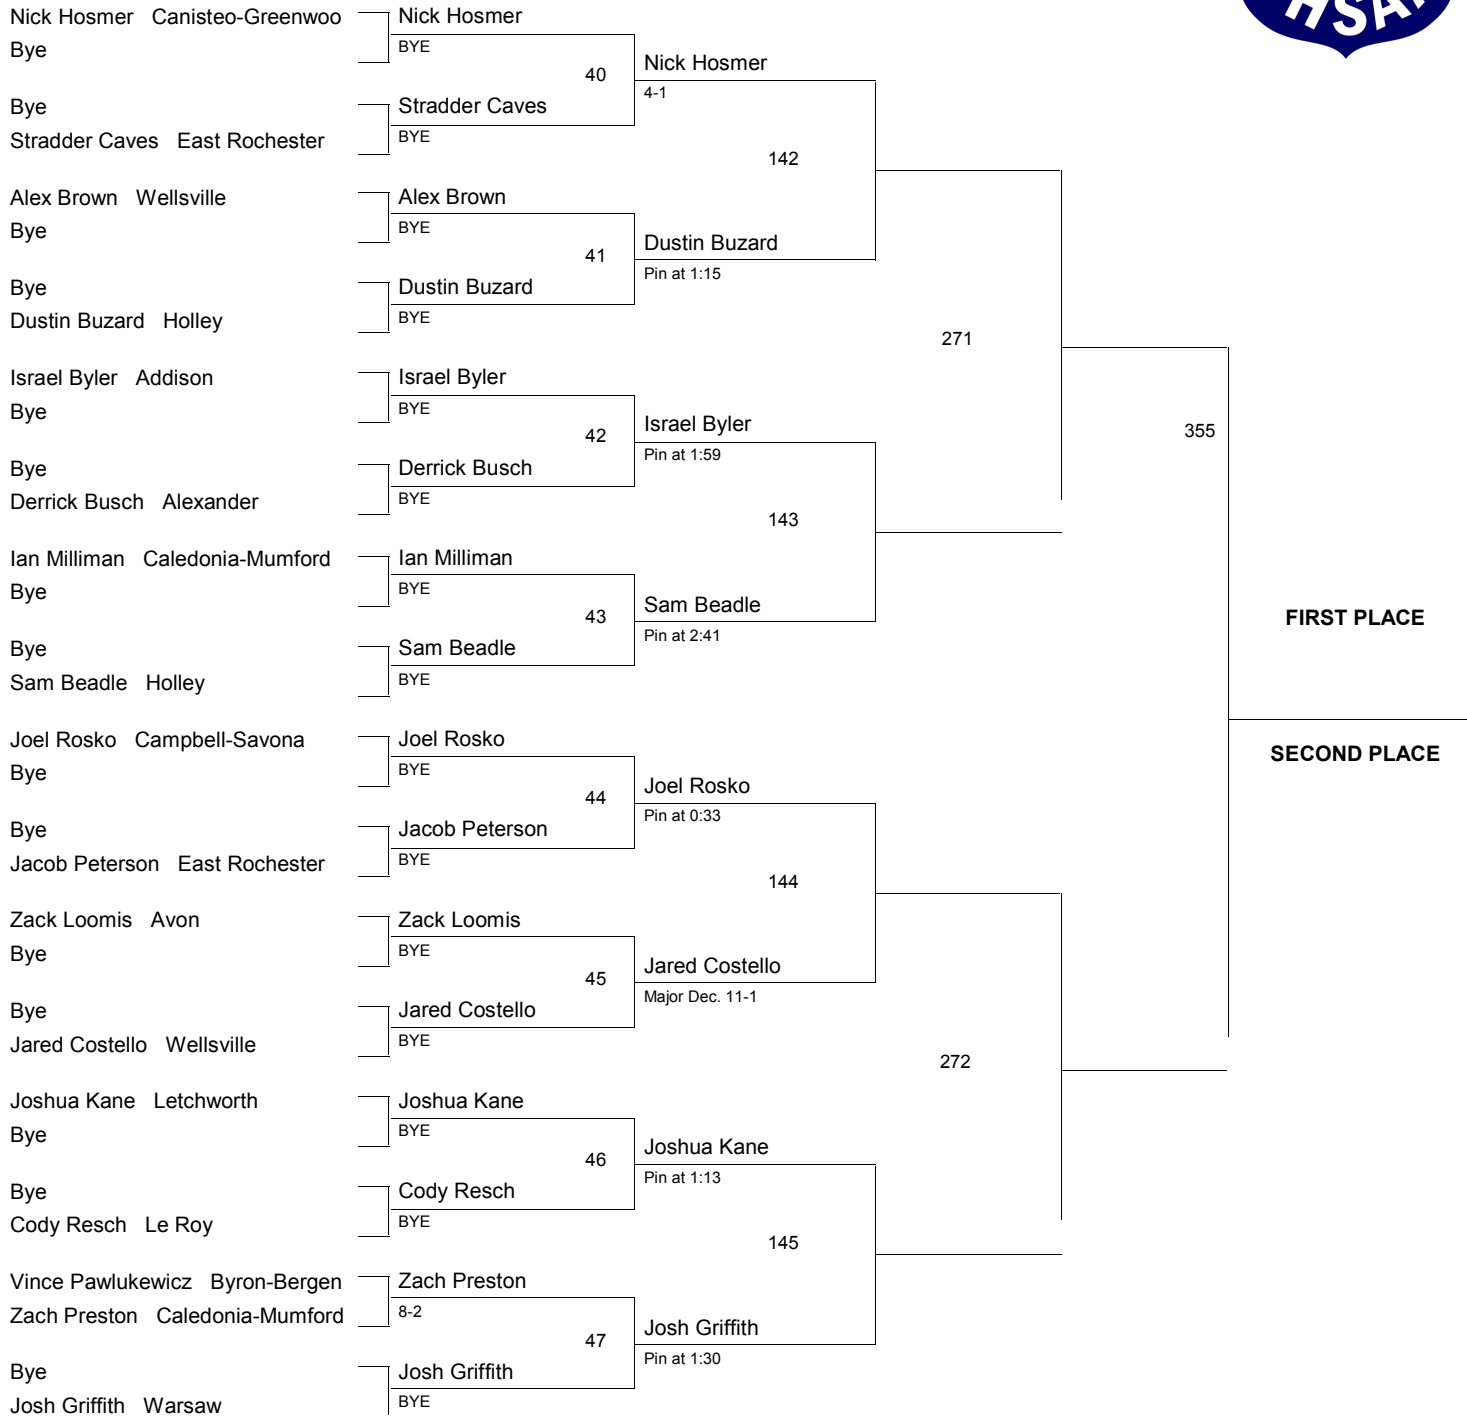 Nick Hosmer Canisteo-Greenwoo
Bye
Bye
Stradder Caves East Rochester
Alex Brown Wellsville
Bye
Bye
Dustin Buzard Holley
Israel Byler Addison
Bye
Bye
Derrick Busch Alexander
Ian Milliman Caledonia-Mumford
Bye
Bye
Sam Beadle Holley
Joel Rosko Campbell-Savona
Bye
Bye
Jacob Peterson East Rochester
Zack Loomis Avon
Bye
Bye
Jared Costello Wellsville
Joshua Kane Letchworth
Bye
Bye
Cody Resch Le Roy
Vince Pawlukewicz Byron-Bergen
Zach Preston Caledonia-Mumford
Bye
Josh Griffith Warsaw
Nick Hosmer
BYE
40
Stradder Caves
BYE
Alex Brown
BYE
41
Dustin Buzard
BYE
Israel Byler
BYE
42
Derrick Busch
BYE
Ian Milliman
BYE
43
Sam Beadle
BYE
Joel Rosko
BYE
44
Jacob Peterson
BYE
Zack Loomis
BYE
45
Jared Costello
BYE
Joshua Kane
BYE
46
Cody Resch
BYE
Zach Preston
8-2
47
Josh Griffith
BYE
Nick Hosmer
4-1
142
Dustin Buzard
Pin at 1:15
Israel Byler
Pin at 1:59
143
Sam Beadle
Pin at 2:41
Joel Rosko
Pin at 0:33
144
Jared Costello
Major Dec. 11-1
Joshua Kane
Pin at 1:13
145
Josh Griffith
Pin at 1:30
271
272
355
FIRST PLACE
SECOND PLACE